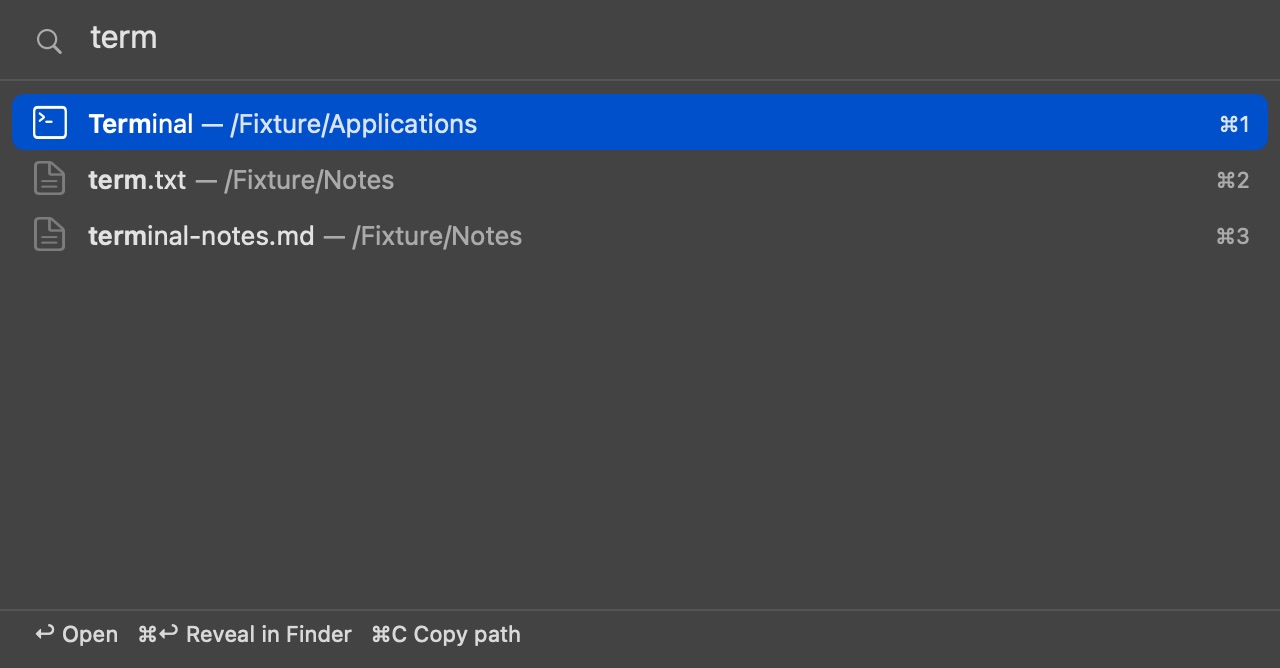 term
Terminal — /Fixture/Applications ⌘1
term.txt — /Fixture/Notes ⌘2
terminal-notes.md — /Fixture/Notes ⌘3
↩ Open ⌘↩ Reveal in Finder ⌘C Copy path